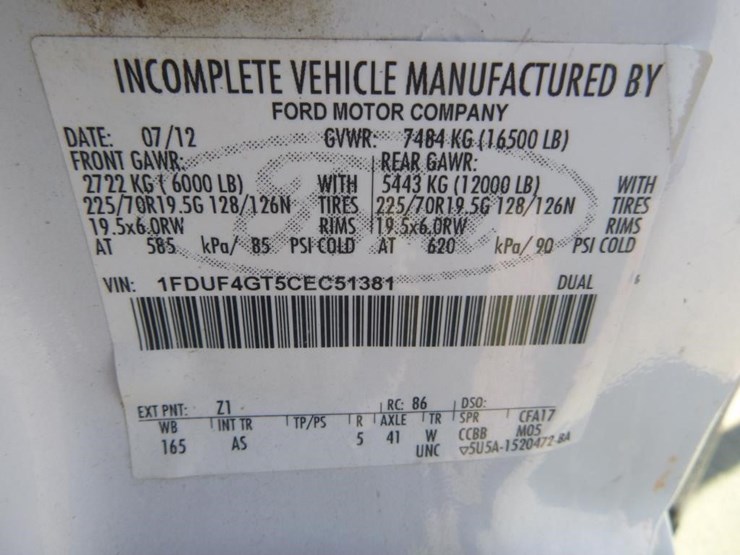 INCOMPLETE VEHICLE MANUFACTURED BY
FORD MOTOR COMPANY
DATE: 07/12 GVWR: 7484 KG (16500 LB)
FRONT GAWR: REAR GAWR:
2722 KG ( 6000 LB) WITH 5443 KG (12000 LB) WITH
225/70R19.5G 128/126N TIRES 225/70R19.5G 128/126N TIRES
19.5x6.0RW RIMS 19.5x6.0RW RIMS
AT 585 kPa/ 85 PSI COLD AT 620 kPa/ 90 PSI COLD
VIN: 1FDUF4GT5CEC51381 DUAL
EXT PNT: Z1 RC: 86 DSO:
WB INT TR TP/PS R AXLE TR SPR CFA17
165 AS 5 41 W CCBB M05
UNC 5U5A-1520472-BA